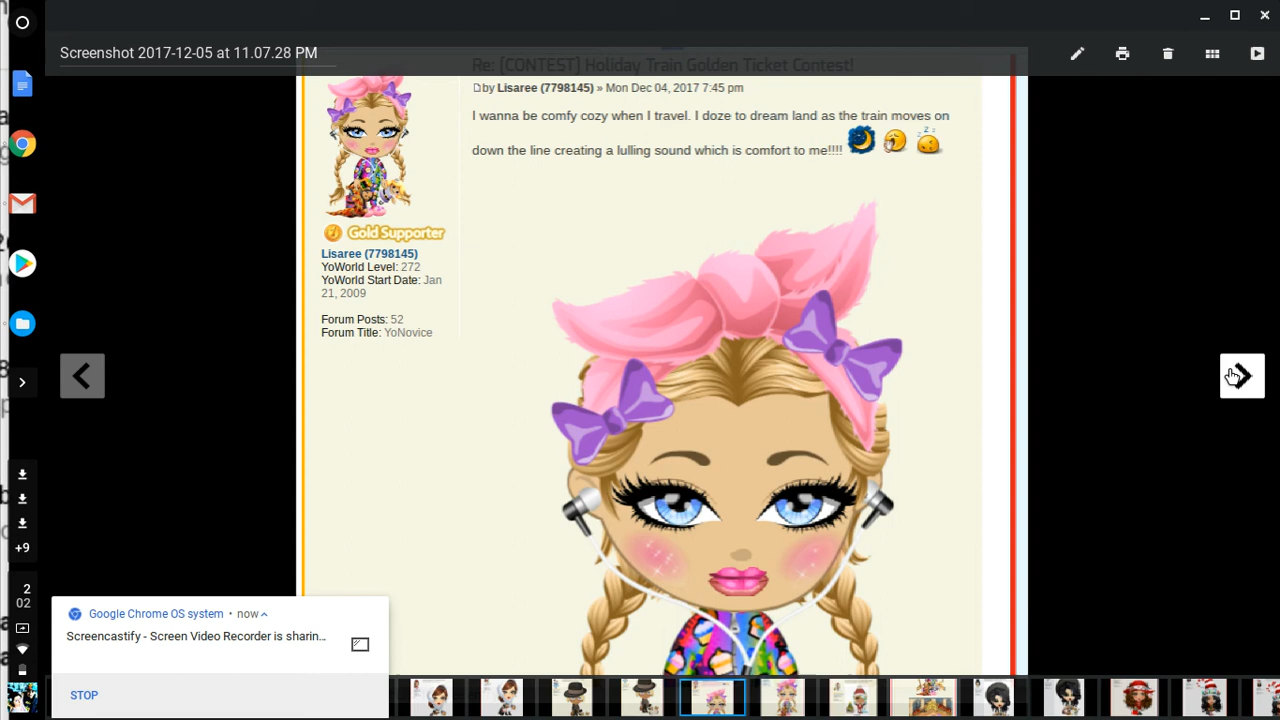 Screenshot 2017-12-05 at 11.07.28 PM
Re: [CONTEST] Holiday Train Golden Ticket Contest!
by Lisaree (7798145) » Mon Dec 04, 2017 7:45 pm
I wanna be comfy cozy when I travel. I doze to dream land as the train moves on
down the line creating a lulling sound which is comfort to me!!!!
Gold Supporter
Lisaree (7798145)
YoWorld Level: 272
YoWorld Start Date: Jan
21, 2009
Forum Posts: 52
Forum Title: YoNovice
+9
2
02
Google Chrome OS system • now
Screencastify - Screen Video Recorder is sharin...
STOP